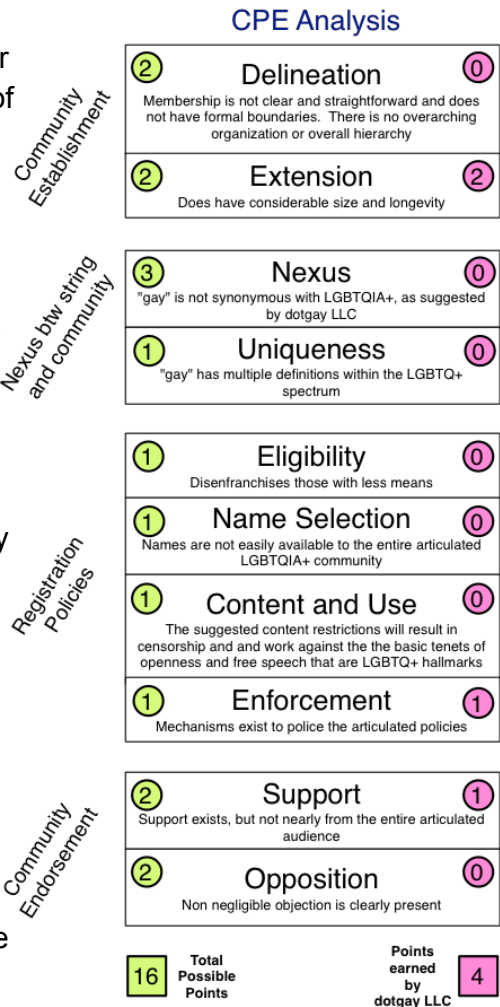 CPE Analysis
r
of
Community
Establishment
2
Delineation
0
Membership is not clear and straightforward and does
not have formal boundaries.  There is no overarching
organization or overall hierarchy
2
Extension
2
Does have considerable size and longevity
Nexus btw string
and community
3
Nexus
0
"gay" is not synonymous with LGBTQIA+, as suggested
by dotgay LLC
1
Uniqueness
0
"gay" has multiple definitions within the LGBTQ+
spectrum
y
Registration
Policies
1
Eligibility
0
Disenfranchises those with less means
1
Name Selection
0
Names are not easily available to the entire articulated
LGBTQIA+ community
1
Content and Use
0
The suggested content restrictions will result in
censorship and and work against the the basic tenets of
openness and free speech that are LGBTQ+ hallmarks
1
Enforcement
1
Mechanisms exist to police the articulated policies
Community
Endorsement
2
Support
1
Support exists, but not nearly from the entire articulated
audience
2
Opposition
0
Non negligible objection is clearly present
e
16
Total
Possible
Points
Points
earned
by
dotgay LLC
4